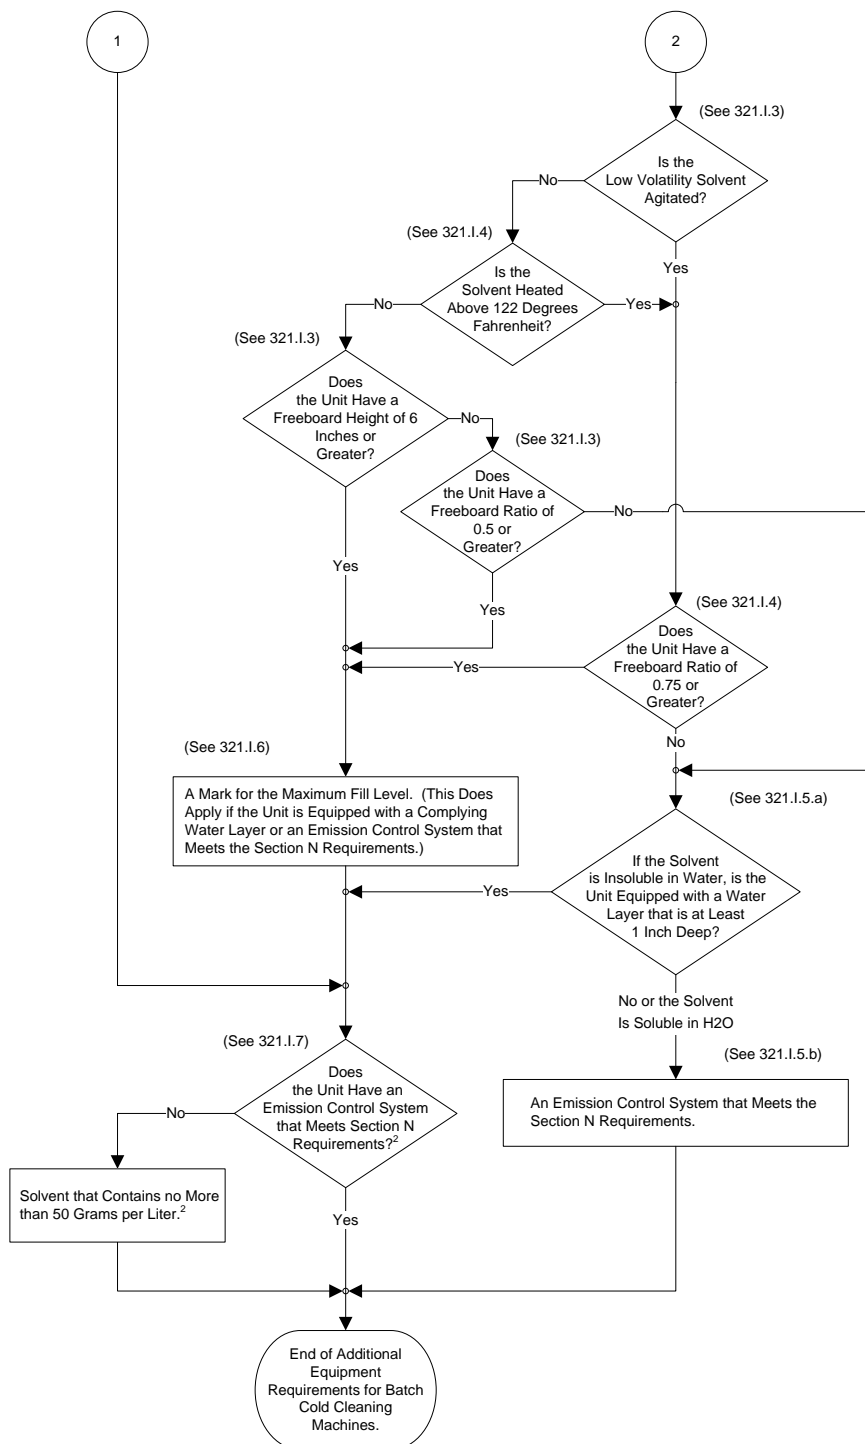 1
2
(See 321.I.3)
Is the
Low Volatility Solvent
Agitated?
No
Yes
(See 321.I.4)
Is the
Solvent Heated
Above 122 Degrees
Fahrenheit?
No
Yes
(See 321.I.3)
Does
the Unit Have a
Freeboard Height of 6
Inches or
Greater?
No
Yes
(See 321.I.3)
Does
the Unit Have a
Freeboard Ratio of
0.5 or
Greater?
No
Yes
(See 321.I.4)
Does
the Unit Have a
Freeboard Ratio of
0.75 or
Greater?
Yes
No
(See 321.I.6)
A Mark for the Maximum Fill Level. (This Does
Apply if the Unit is Equipped with a Complying
Water Layer or an Emission Control System that
Meets the Section N Requirements.)
(See 321.I.5.a)
If the Solvent
is Insoluble in Water, is the
Unit Equipped with a Water
Layer that is at Least
1 Inch Deep?
Yes
No or the Solvent
Is Soluble in H2O
(See 321.I.5.b)
An Emission Control System that Meets the
Section N Requirements.
(See 321.I.7)
Does
the Unit Have an
Emission Control System
that Meets Section N
Requirements?²
No
Yes
Solvent that Contains no More
than 50 Grams per Liter.²
End of Additional
Equipment
Requirements for Batch
Cold Cleaning
Machines.